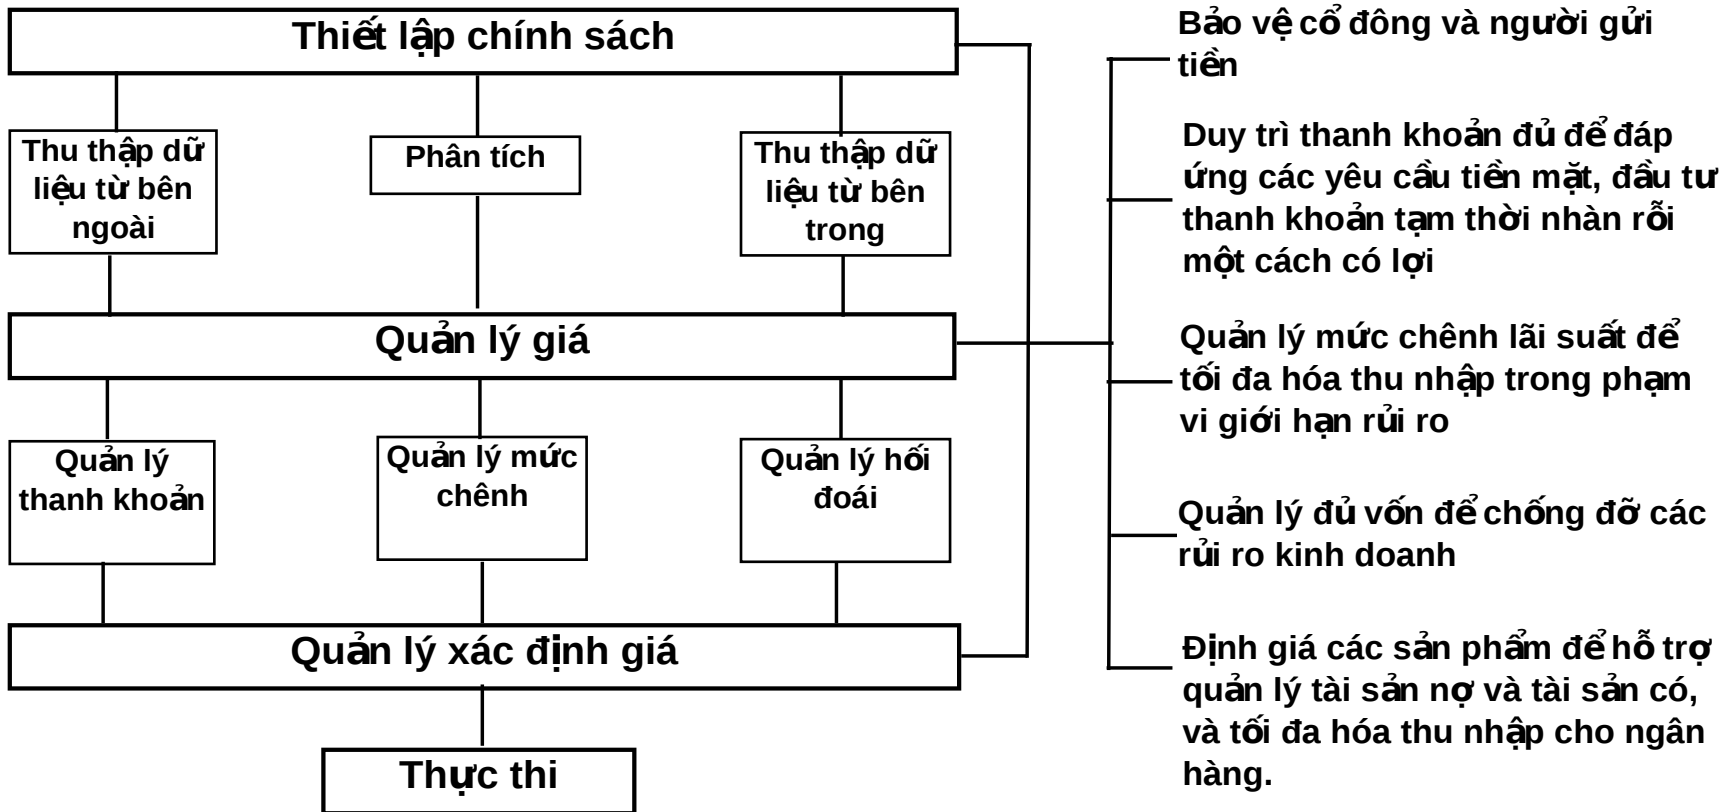 Thiết lập chính sách
Thu thập dữ
liệu từ bên
ngoài
Phân tích
Thu thập dữ
liệu từ bên
trong
Quản lý giá
Quản lý
thanh khoản
Quản lý mức
chênh
Quản lý hối
đoái
Quản lý xác định giá
Thực thi
Bảo vệ cổ đông và người gửi
tiền
Duy trì thanh khoản đủ để đáp
ứng các yêu cầu tiền mặt, đầu tư
thanh khoản tạm thời nhàn rỗi
một cách có lợi
Quản lý mức chênh lãi suất để
tối đa hóa thu nhập trong phạm
vi giới hạn rủi ro
Quản lý đủ vốn để chống đỡ các
rủi ro kinh doanh
Định giá các sản phẩm để hỗ trợ
quản lý tài sản nợ và tài sản có,
và tối đa hóa thu nhập cho ngân
hàng.